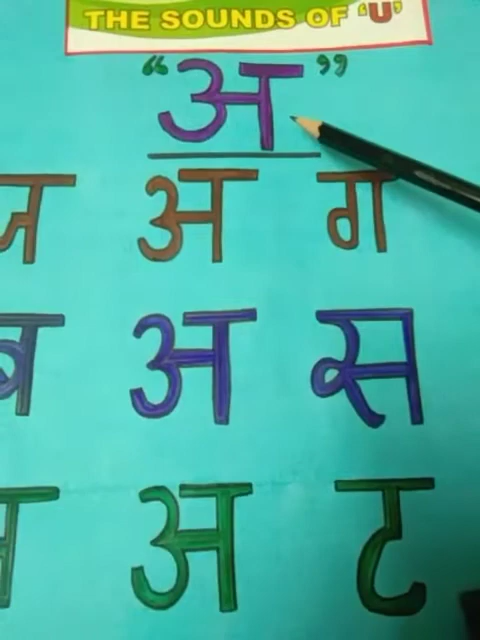 THE SOUNDS OF ‘U’
“अ”
ज अ ग
ब अ स
अ ट